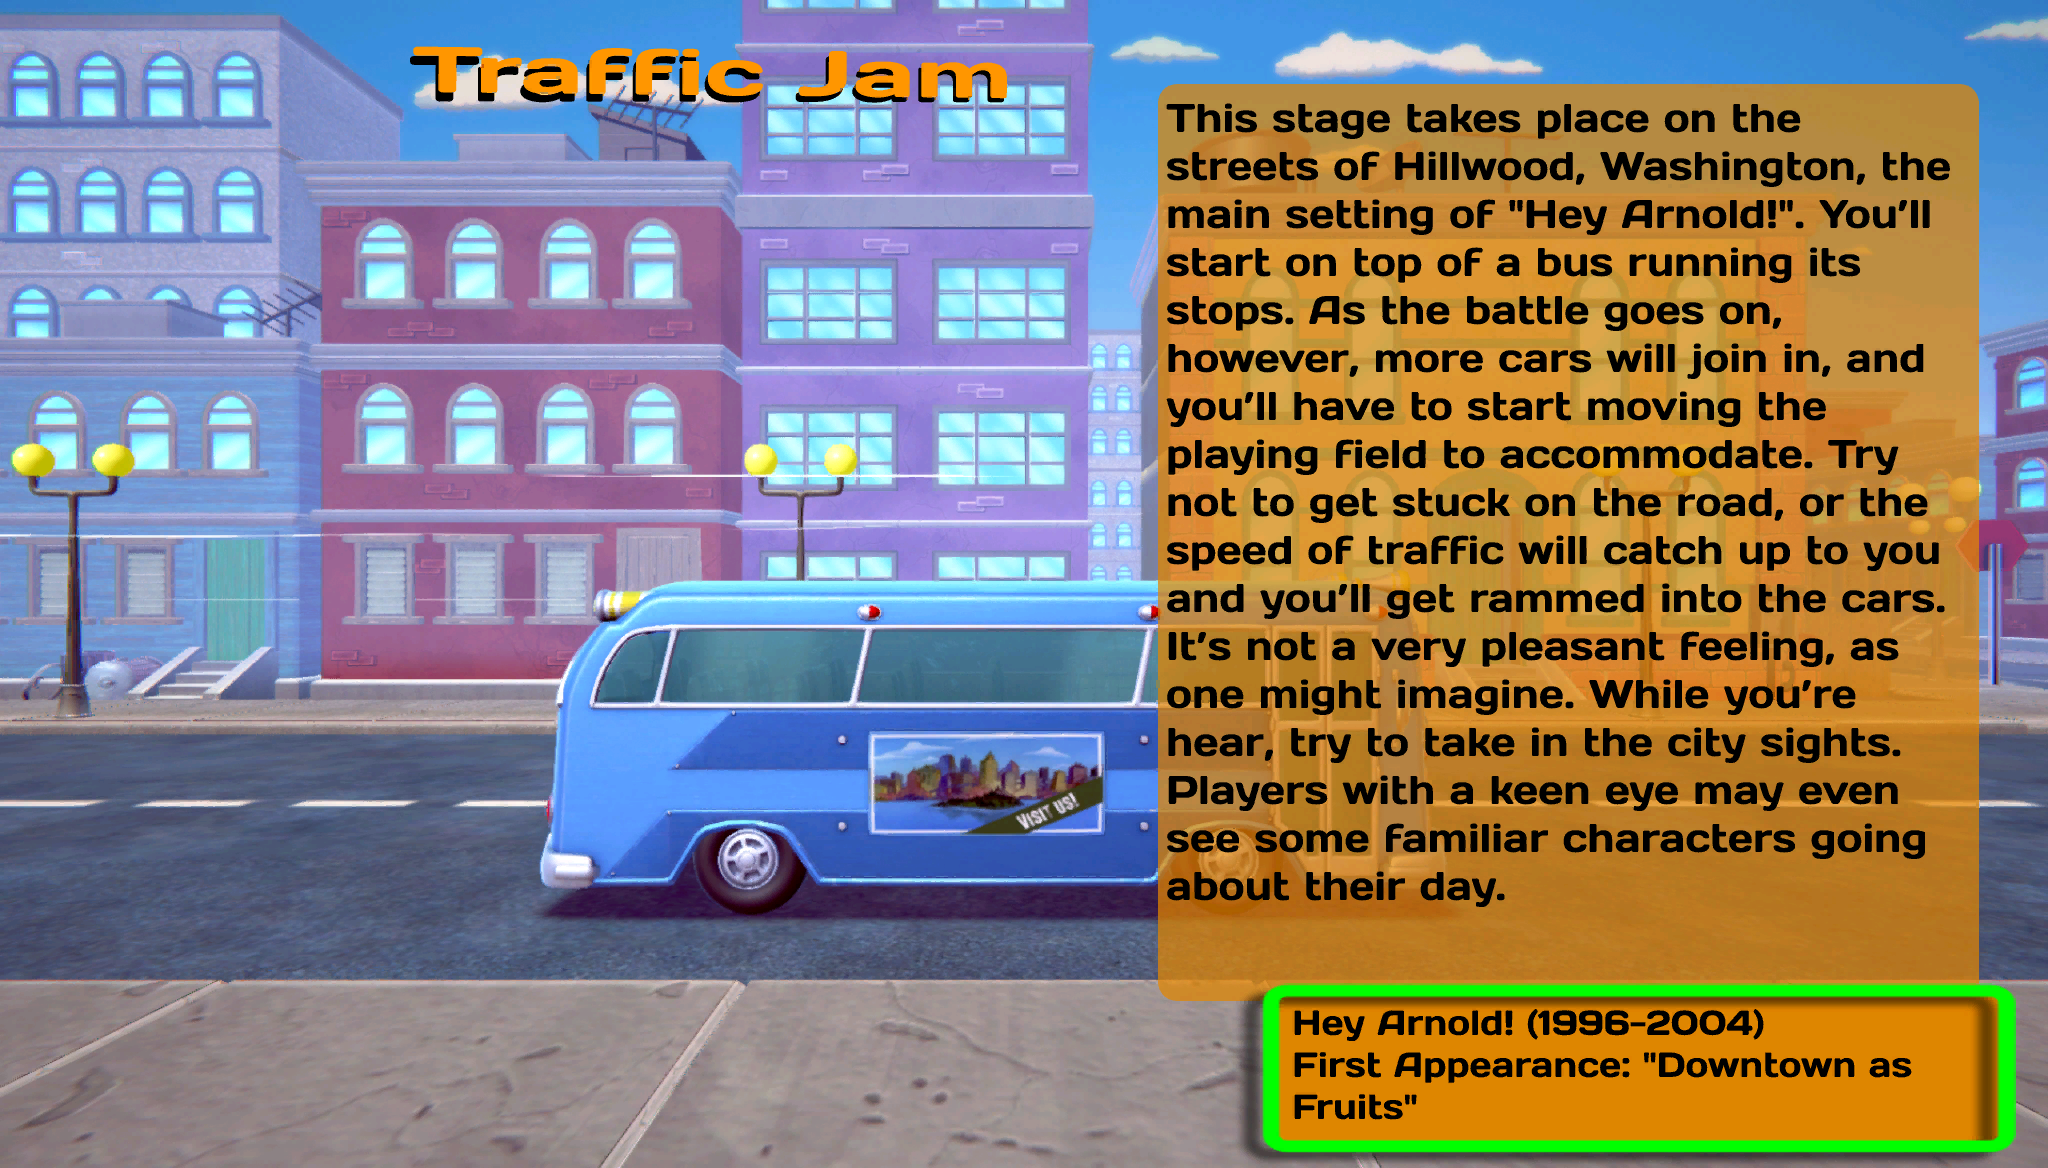 Traffic Jam
This stage takes place on the
streets of Hillwood, Washington, the
main setting of "Hey Arnold!". You'll
start on top of a bus running its
stops. As the battle goes on,
however, more cars will join in, and
you'll have to start moving the
playing field to accommodate. Try
not to get stuck on the road, or the
speed of traffic will catch up to you
and you'll get rammed into the cars.
It's not a very pleasant feeling, as
one might imagine. While you're
hear, try to take in the city sights.
Players with a keen eye may even
see some familiar characters going
about their day.
VISIT US!
Hey Arnold! (1996-2004)
First Appearance: "Downtown as
Fruits"